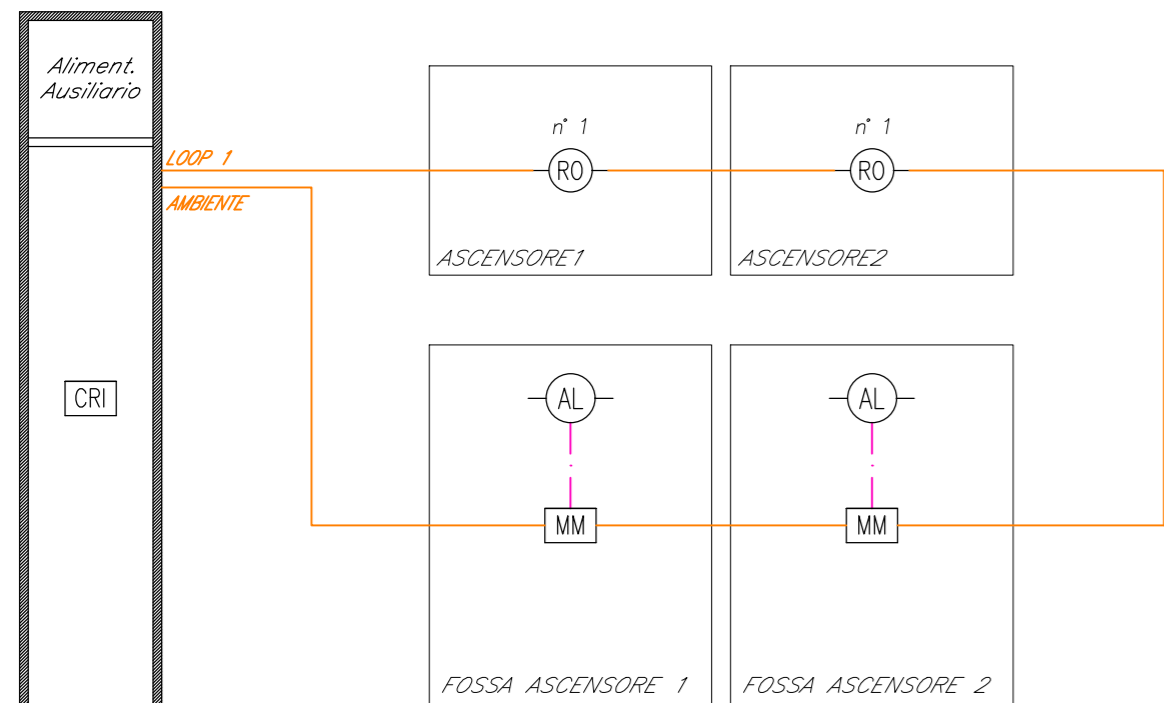 Aliment.
Ausiliario
LOOP 1
AMBIENTE
n° 1
RO
ASCENSORE1
n° 1
RO
ASCENSORE2
CRI
AL
MM
FOSSA ASCENSORE 1
AL
MM
FOSSA ASCENSORE 2